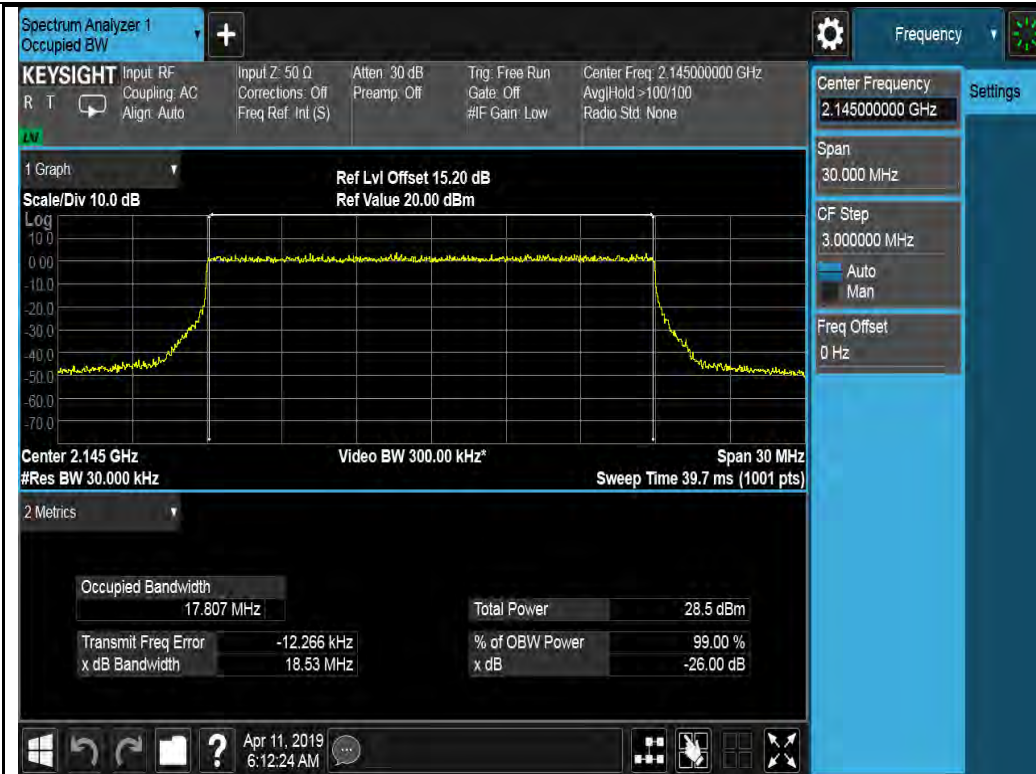 Spectrum Analyzer 1
Occupied BW
+
Frequency
KEYSIGHT
R T
LNI
Input: RF
Coupling: AC
Align: Auto
Input Z: 50 Ω
Corrections: Off
Freq Ref: Int (S)
Atten: 30 dB
Preamp: Off
Trig: Free Run
Gate: Off
#IF Gain: Low
Center Freq: 2.145000000 GHz
Avg|Hold >100/100
Radio Std: None
Center Frequency
2.145000000 GHz
Settings
Span
30.000 MHz
CF Step
3.000000 MHz
Auto
Man
Freq Offset
0 Hz
1 Graph
Scale/Div 10.0 dB
Ref Lvl Offset 15.20 dB
Ref Value 20.00 dBm
Log
10.0
0.00
-10.0
-20.0
-30.0
-40.0
-50.0
-60.0
-70.0
Center 2.145 GHz
#Res BW 30.000 kHz
Video BW 300.00 kHz*
Span 30 MHz
Sweep Time 39.7 ms (1001 pts)
2 Metrics
Occupied Bandwidth
17.807 MHz
Total Power 28.5 dBm
Transmit Freq Error -12.266 kHz
% of OBW Power 99.00 %
x dB Bandwidth 18.53 MHz
x dB -26.00 dB
?
Apr 11, 2019
6:12:24 AM